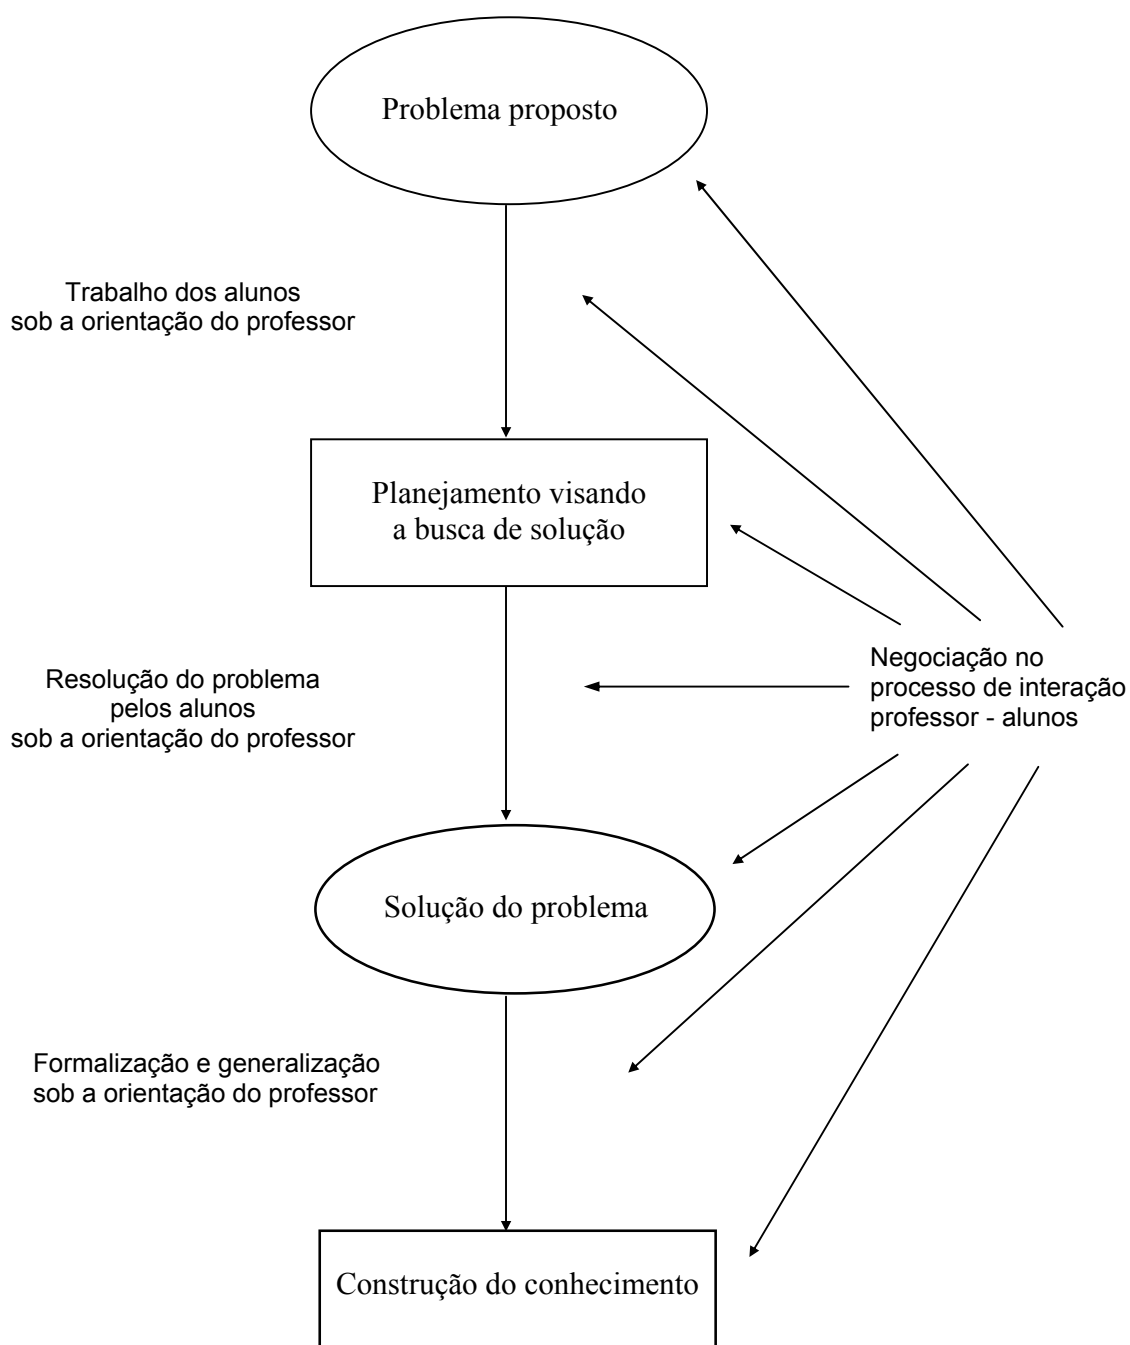 Problema proposto
Trabalho dos alunos
sob a orientação do professor
Planejamento visando
a busca de solução
Negociação no
processo de interação
professor - alunos
Resolução do problema
pelos alunos
sob a orientação do professor
Solução do problema
Formalização e generalização
sob a orientação do professor
Construção do conhecimento